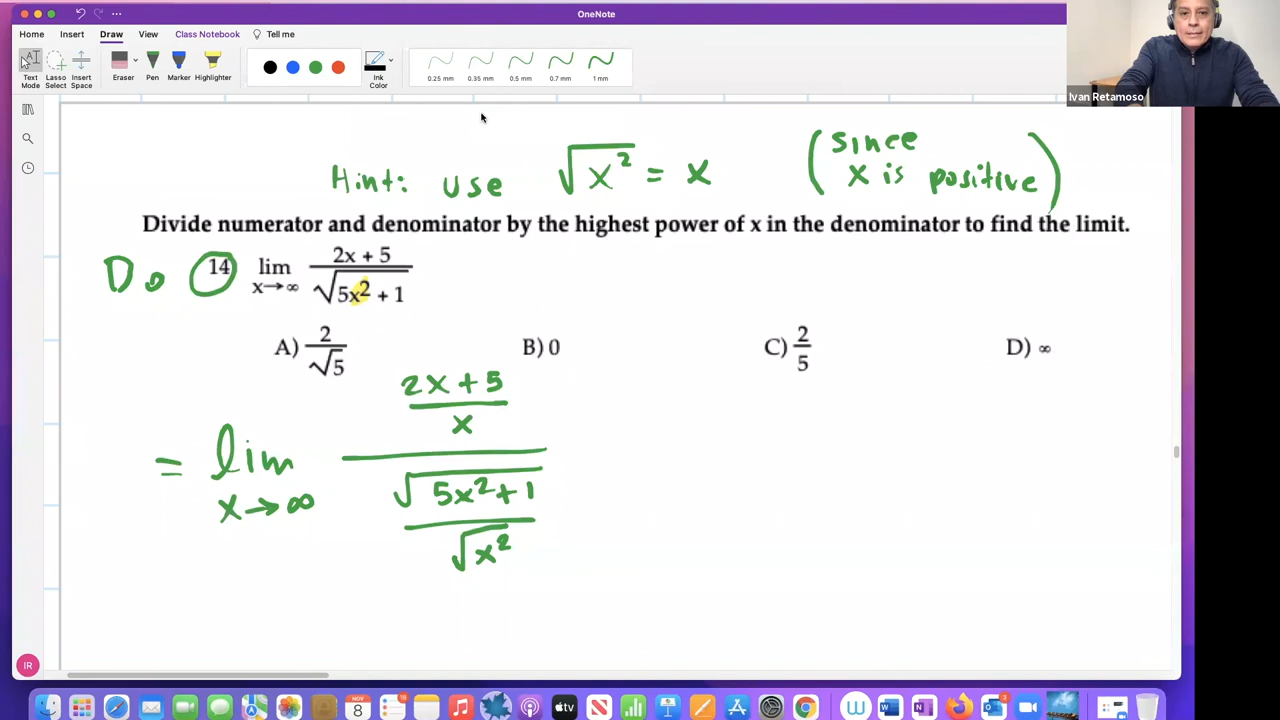 OneNote
Home Insert Draw View Class Notebook Tell me
Text Mode Lasso Select Insert Space Eraser Pen Marker Highlighter Ink Color 0.25 mm 0.35 mm 0.5 mm 0.7 mm 1 mm
Ivan Retamoso
Hint: use √x² = x (since x is positive)
Divide numerator and denominator by the highest power of x in the denominator to find the limit.
Do 14 lim x→∞ (2x + 5)/√(5x² + 1)
A) 2/√5 B) 0 C) 2/5 D) ∞
= lim x→∞ ((2x + 5)/x)/(√(5x² + 1)/√x²)
IR
NOV 8
tv